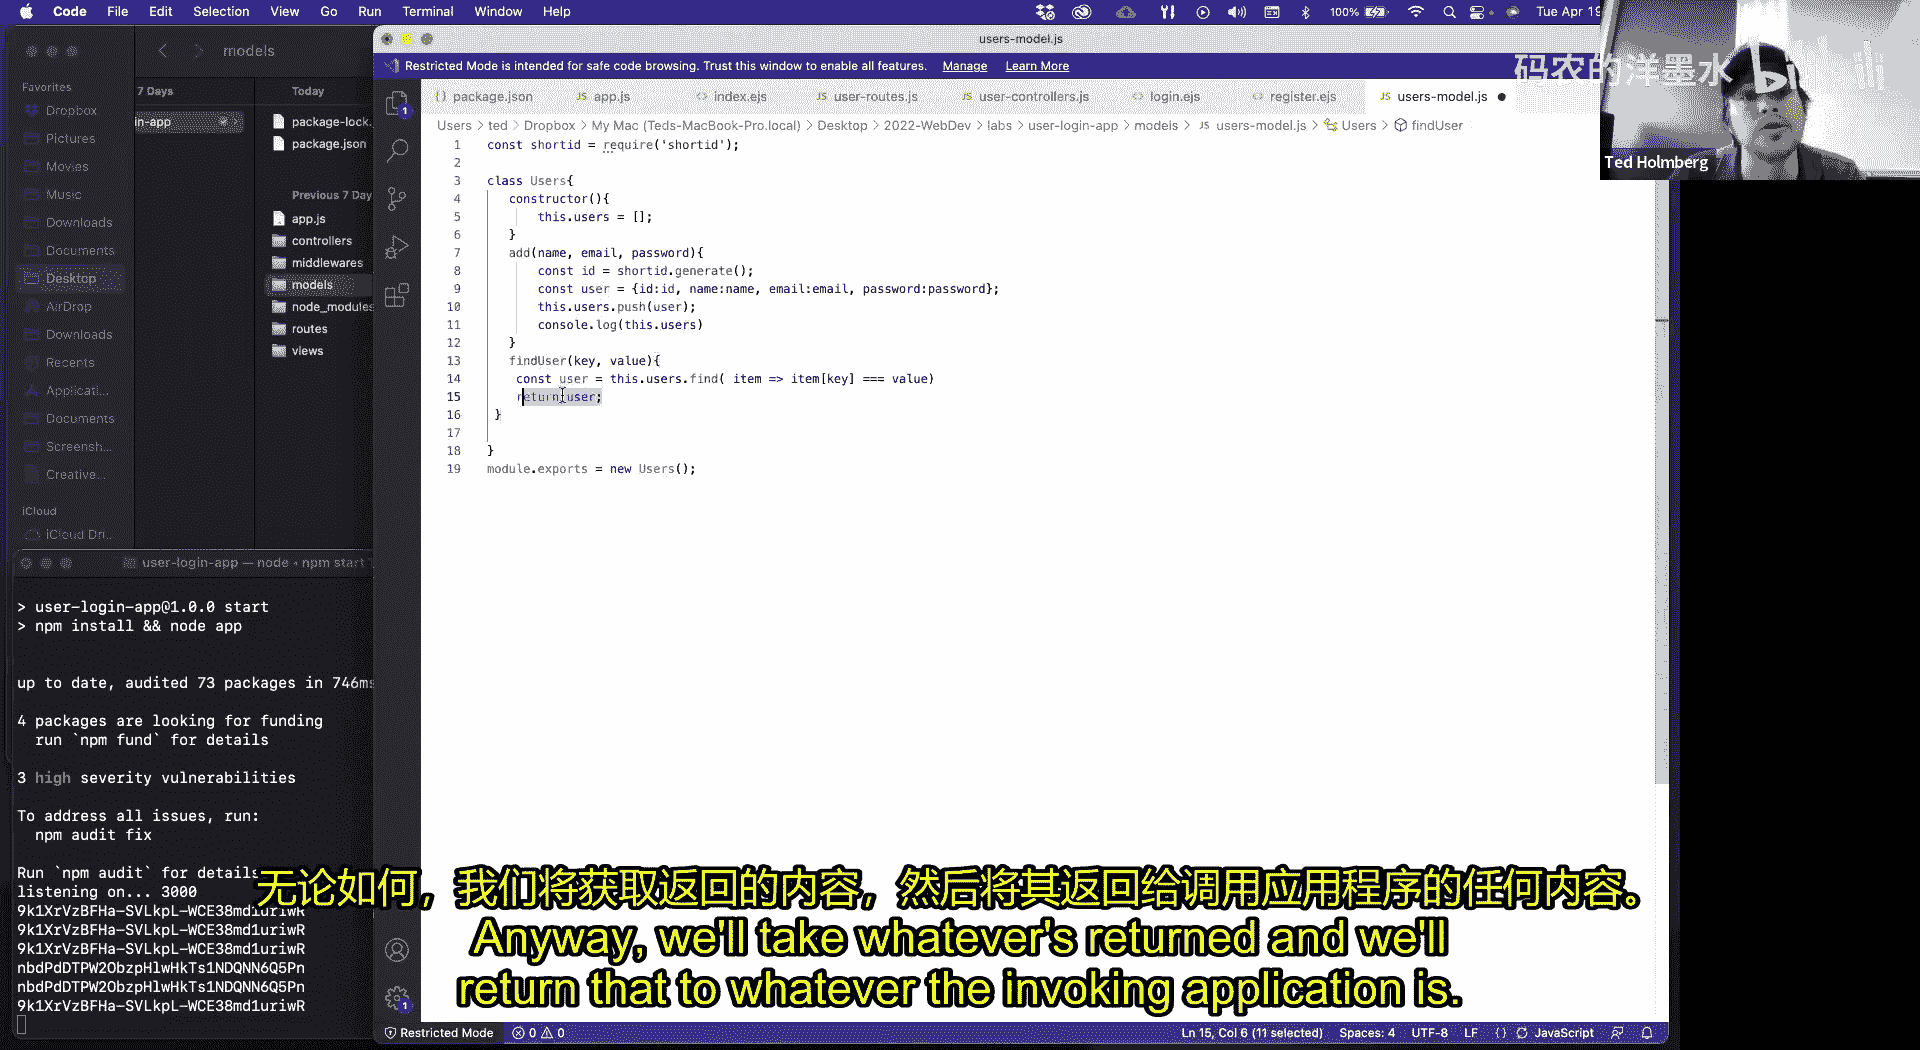 Code File Edit Selection View Go Run Terminal Window Help 100% Tue Apr 19
models
users-model.js
Restricted Mode is intended for safe code browsing. Trust this window to enable all features. Manage Learn More
码农的洋墨水 bilibili
Ted Holmberg
Favorites
Dropbox
Pictures
Movies
Music
Downloads
Documents
Desktop
AirDrop
Downloads
Recents
Applicati...
Documents
Screensh...
Creative...
iCloud
iCloud Dri...
7 Days
in-app
Today
package-lock.
package.json
Previous 7 Day
app.js
controllers
middlewares
models
node_modules
routes
views
package.json JS app.js <> index.ejs JS user-routes.js JS user-controllers.js <> login.ejs <> register.ejs JS users-model.js
Users > ted > Dropbox > My Mac (Teds-MacBook-Pro.local) > Desktop > 2022-WebDev > labs > user-login-app > models > JS users-model.js > Users > findUser
1 const shortid = require('shortid');
2
3 class Users{
4 constructor(){
5 this.users = [];
6 }
7 add(name, email, password){
8 const id = shortid.generate();
9 const user = {id:id, name:name, email:email, password:password};
10 this.users.push(user);
11 console.log(this.users)
12 }
13 findUser(key, value){
14 const user = this.users.find( item => item[key] === value)
15 return user;
16 }
17
18 }
19 module.exports = new Users();
user-login-app — node • npm start
> user-login-app@1.0.0 start
> npm install && node app
up to date, audited 73 packages in 746ms
4 packages are looking for funding
run `npm fund` for details
3 high severity vulnerabilities
To address all issues, run:
npm audit fix
Run `npm audit` for details.
listening on... 3000
9k1XrVzBFHa-SVLkpL-WCE38md1uriwR
9k1XrVzBFHa-SVLkpL-WCE38md1uriwR
9k1XrVzBFHa-SVLkpL-WCE38md1uriwR
nbdPdDTPW2ObzpHlwHkTs1NDQNN6Q5Pn
nbdPdDTPW2ObzpHlwHkTs1NDQNN6Q5Pn
9k1XrVzBFHa-SVLkpL-WCE38md1uriwR
无论如何，我们将获取返回的内容，然后将其返回给调用应用程序的任何内容。
Anyway, we'll take whatever's returned and we'll
return that to whatever the invoking application is.
Restricted Mode 0 0 Ln 15, Col 6 (11 selected) Spaces: 4 UTF-8 LF {} JavaScript